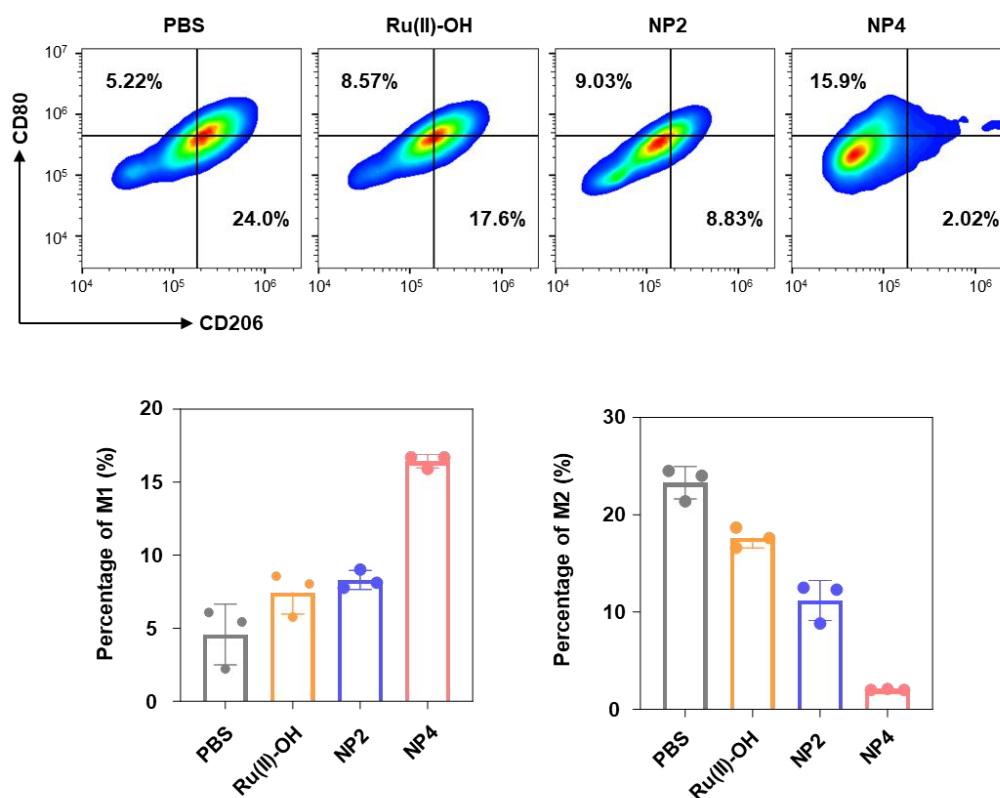 PBS
Ru(II)-OH
NP2
NP4
10⁷
10⁶
10⁵
10⁴
CD80
5.22%
24.0%
8.57%
17.6%
9.03%
8.83%
15.9%
2.02%
10⁴ 10⁵ 10⁶
10⁴ 10⁵ 10⁶
10⁴ 10⁵ 10⁶
10⁴ 10⁵ 10⁶
CD206
Percentage of M1 (%)
20
15
10
5
0
PBS
Ru(II)-OH
NP2
NP4
Percentage of M2 (%)
30
20
10
0
PBS
Ru(II)-OH
NP2
NP4